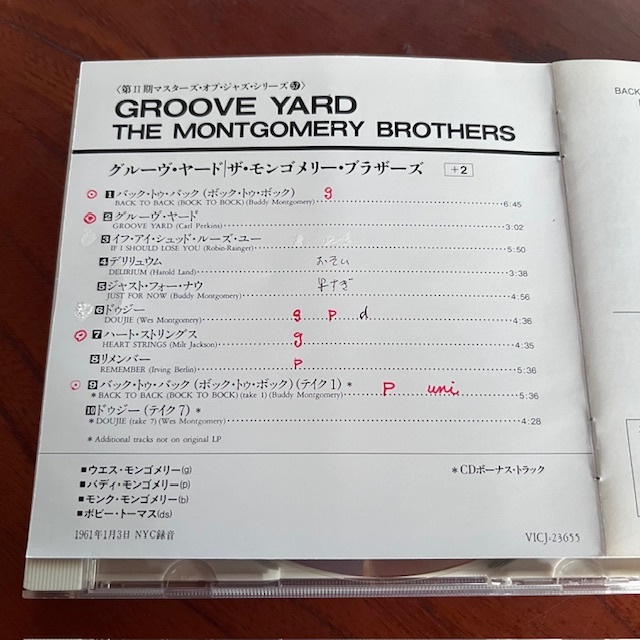 〈第II期マスターズ・オブ・ジャズ・シリーズ㊲〉
GROOVE YARD
THE MONTGOMERY BROTHERS
グルーヴ・ヤード|ザ・モンゴメリー・ブラザーズ +2
1 バック・トゥ・バック (ボック・トゥ・ボック) g
BACK TO BACK (BOCK TO BOCK) (Buddy Montgomery) 6:45
2 グルーヴ・ヤード
GROOVE YARD (Carl Perkins) 3:02
3 イフ・アイ・シュッド・ルーズ・ユー
IF I SHOULD LOSE YOU (Robin-Rainger) 5:50
4 デリリュウム おそい
DELIRIUM (Harold Land) 3:38
5 ジャスト・フォー・ナウ 早すぎ
JUST FOR NOW (Buddy Montgomery) 4:56
6 ドゥジー g p d
DOUJIE (Wes Montgomery) 4:36
7 ハート・ストリングス g
HEART STRINGS (Milt Jackson) 4:35
8 リメンバー p
REMEMBER (Irving Berlin) 5:36
9 バック・トゥ・バック (ボック・トゥ・ボック) (テイク1) * P uni.
*BACK TO BACK (BOCK TO BOCK) (take 1) (Buddy Montgomery) 5:36
10 ドゥジー (テイク7) *
*DOUJIE (take 7) (Wes Montgomery) 4:28
*Additional tracks not on original LP
■ウエス・モンゴメリー(g) *CDボーナス・トラック
■バディ・モンゴメリー(p)
■モンク・モンゴメリー(b)
■ボビー・トーマス(ds)
1961年1月3日 NYC録音 VICJ-23655
BACK